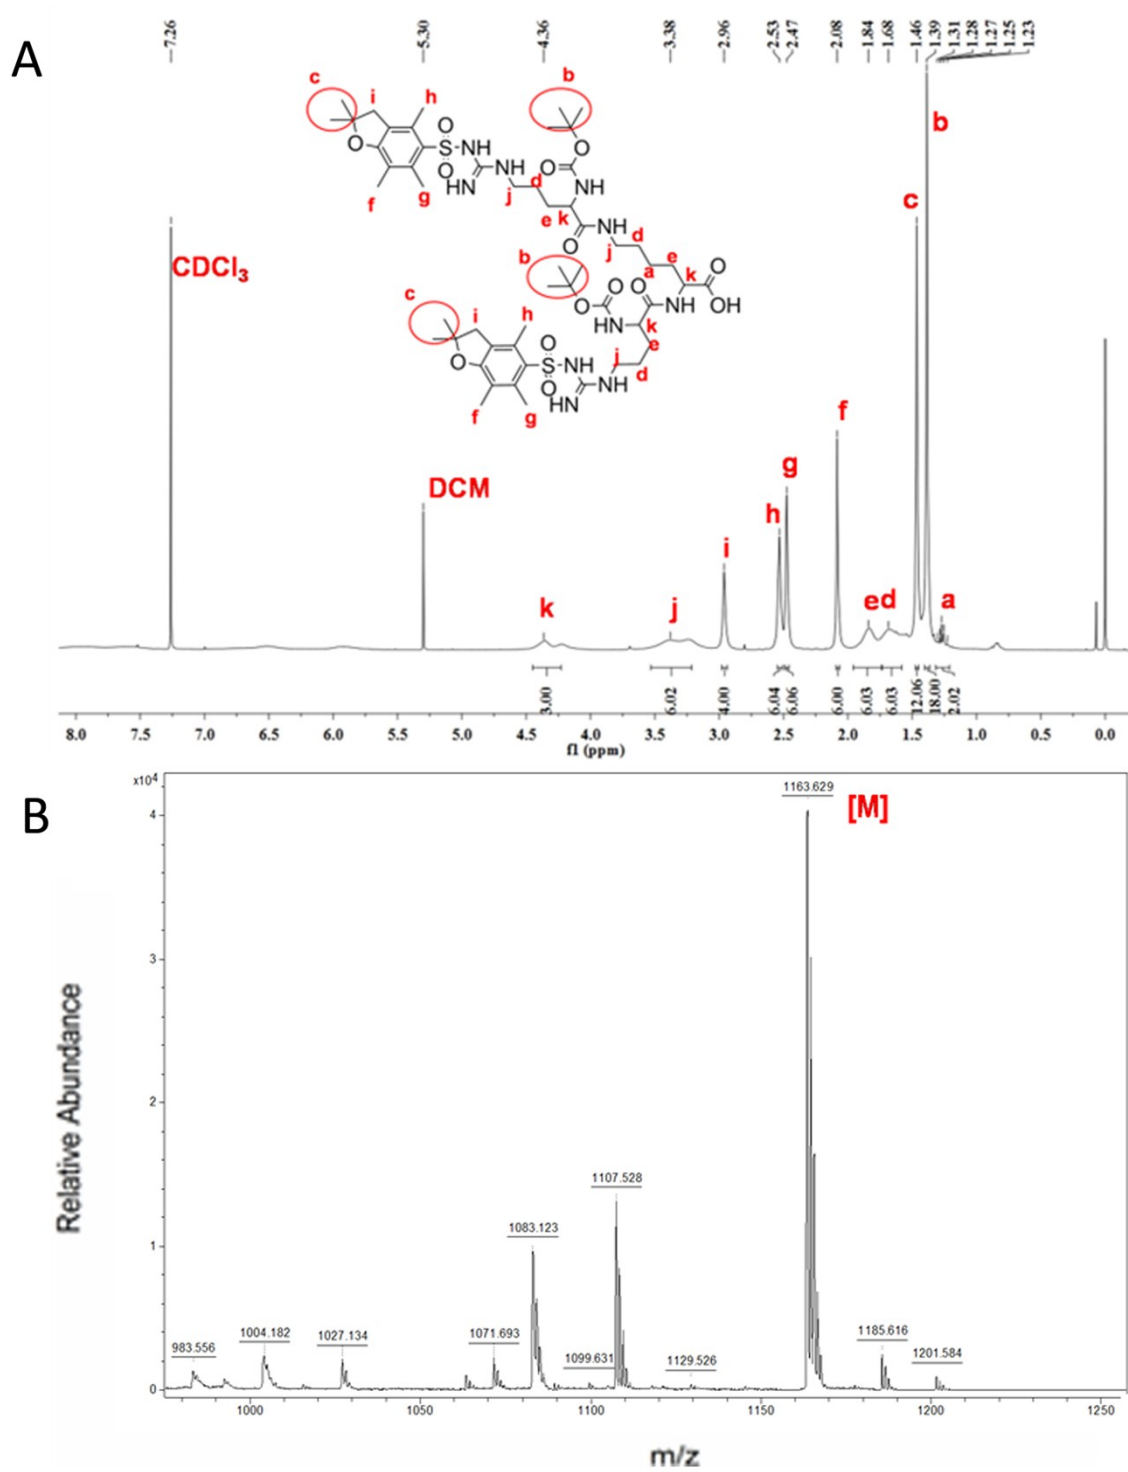 A
-7.26
-5.30
-4.36
-3.38
-2.96
2.53
2.47
-2.08
1.84
1.68
1.46
1.39
1.31
1.28
1.27
1.25
1.23
c
i
h
b
O
O
S
O
NH
NH
HN
O
O
NH
f
g
j
d
e
k
O
NH
j
d
a
e
k
O
OH
b
O
O
O
NH
HN
k
e
c
i
h
O
O
S
O
NH
NH
HN
j
d
f
g
CDCl3
DCM
k
j
i
h
g
f
e
d
c
b
a
3.00
6.02
4.00
6.04
6.06
6.00
6.03
6.03
12.06
18.00
2.02
8.0 7.5 7.0 6.5 6.0 5.5 5.0 4.5 4.0 3.5 3.0 2.5 2.0 1.5 1.0 0.5 0.0
f1 (ppm)
B
x10^4
4
3
2
1
0
Relative Abundance
983.556
1004.182
1027.134
1071.693
1083.123
1099.631
1107.528
1129.526
1163.629
[M]
1185.616
1201.584
1000 1050 1100 1150 1200 1250
m/z